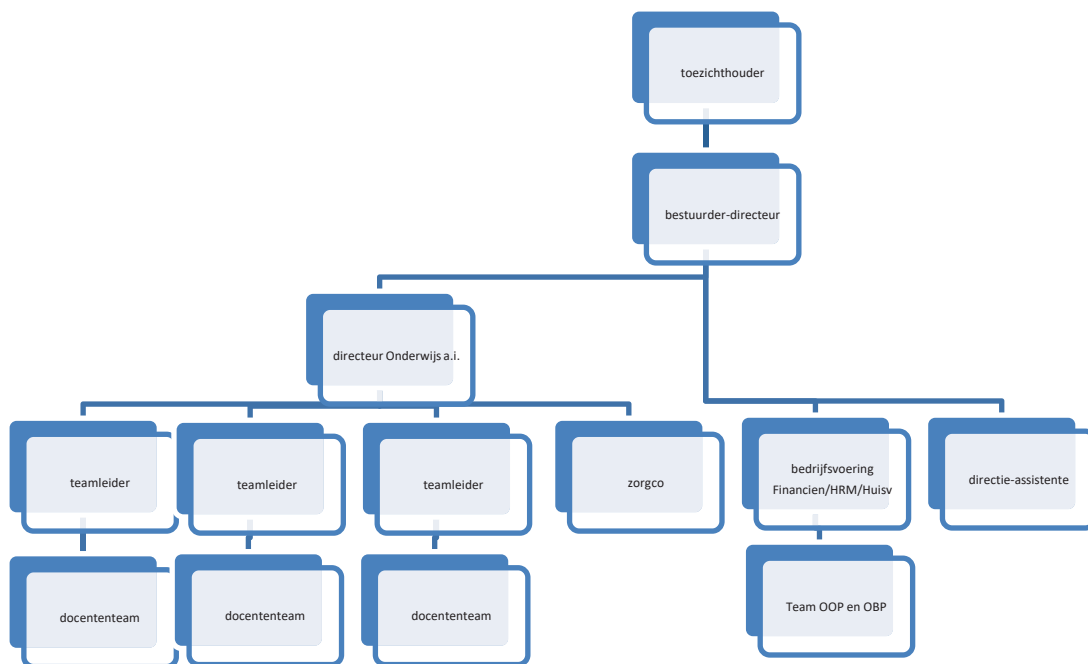 toezichthouder
bestuurder-directeur
directeur Onderwijs a.i.
teamleider
teamleider
teamleider
zorgco
bedrijfsvoering
Financien/HRM/Huisv
directie-assistente
docententeam
docententeam
docententeam
Team OOP en OBP